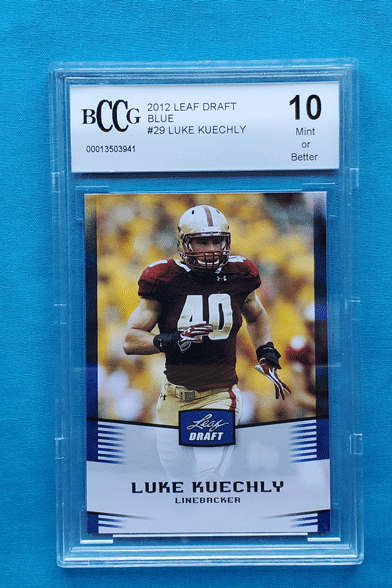 BCCG
2012 LEAF DRAFT
BLUE
#29 LUKE KUECHLY
00013503941
10
Mint
or
Better
40
Leaf
DRAFT
LUKE KUECHLY
LINEBACKER